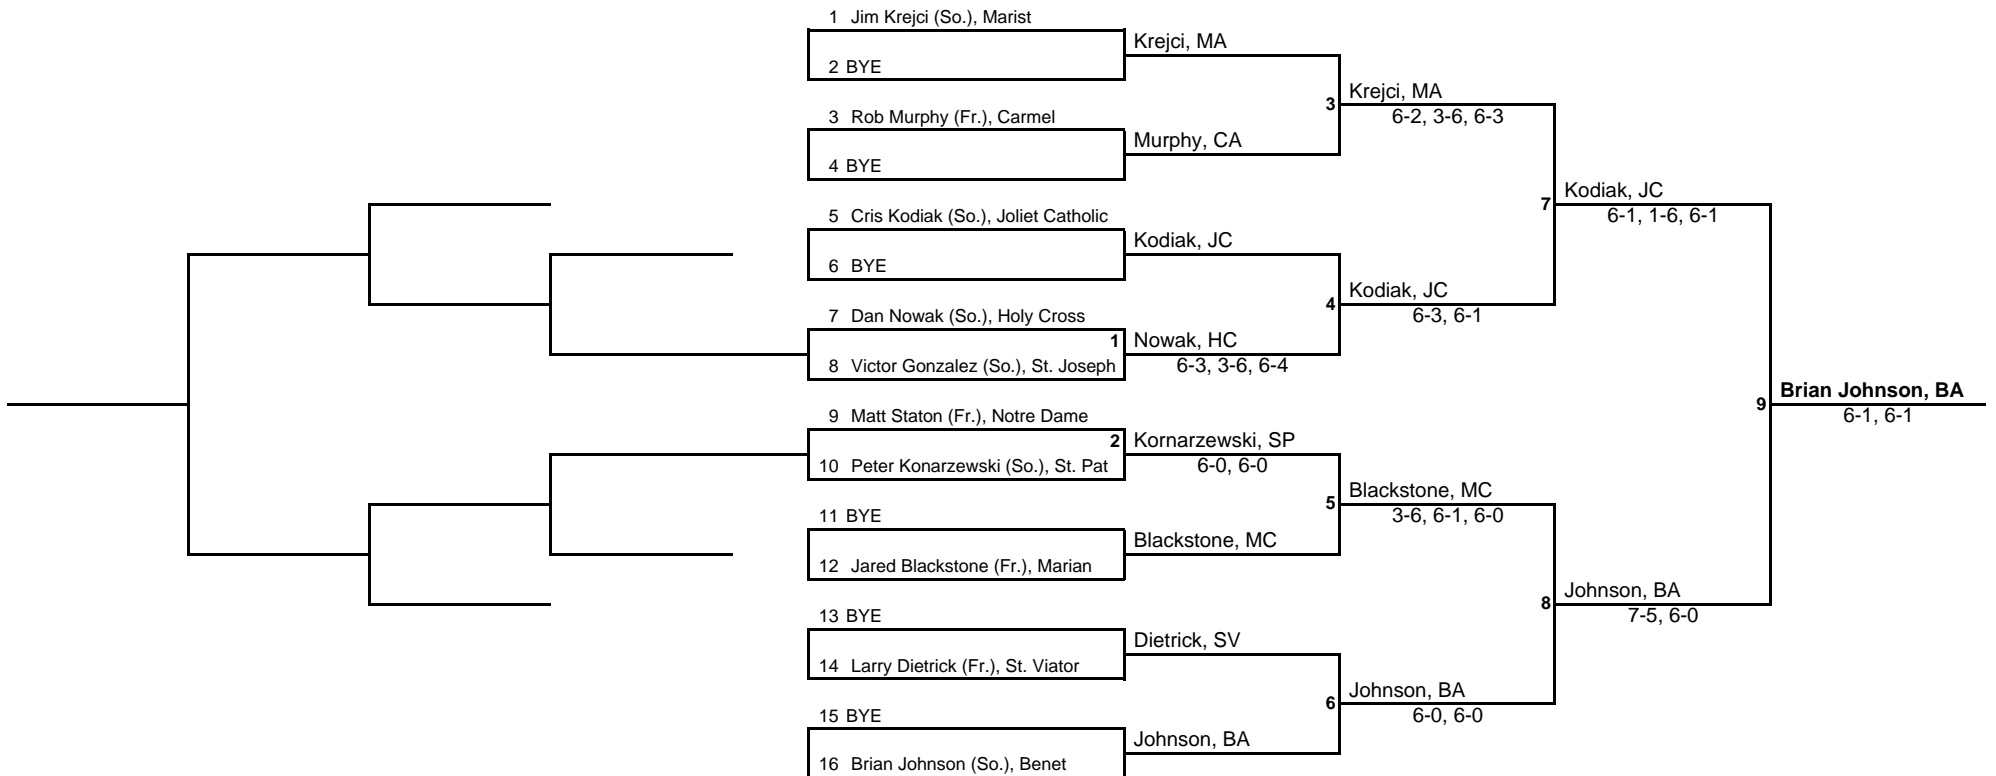 1 Jim Krejci (So.), Marist
Krejci, MA
2 BYE
Krejci, MA
3
6-2, 3-6, 6-3
3 Rob Murphy (Fr.), Carmel
Murphy, CA
4 BYE
Kodiak, JC
7
6-1, 1-6, 6-1
5 Cris Kodiak (So.), Joliet Catholic
Kodiak, JC
6 BYE
Kodiak, JC
4
6-3, 6-1
7 Dan Nowak (So.), Holy Cross
1
Nowak, HC
6-3, 3-6, 6-4
8 Victor Gonzalez (So.), St. Joseph
Brian Johnson, BA
9
6-1, 6-1
9 Matt Staton (Fr.), Notre Dame
2
Kornarzewski, SP
6-0, 6-0
10 Peter Konarzewski (So.), St. Pat
Blackstone, MC
5
3-6, 6-1, 6-0
11 BYE
Blackstone, MC
12 Jared Blackstone (Fr.), Marian
Johnson, BA
8
7-5, 6-0
13 BYE
Dietrick, SV
14 Larry Dietrick (Fr.), St. Viator
Johnson, BA
6
6-0, 6-0
15 BYE
Johnson, BA
16 Brian Johnson (So.), Benet